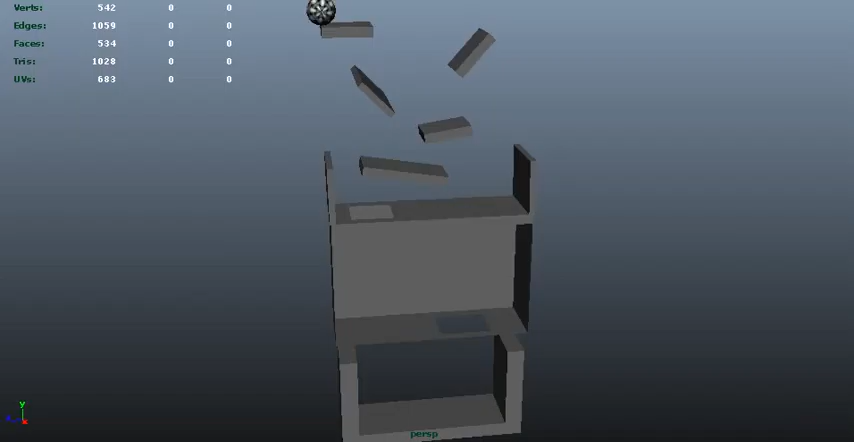 Verts: 542 0 0
Edges: 1059 0 0
Faces: 534 0 0
Tris: 1028 0 0
UVs: 683 0 0
y
persp